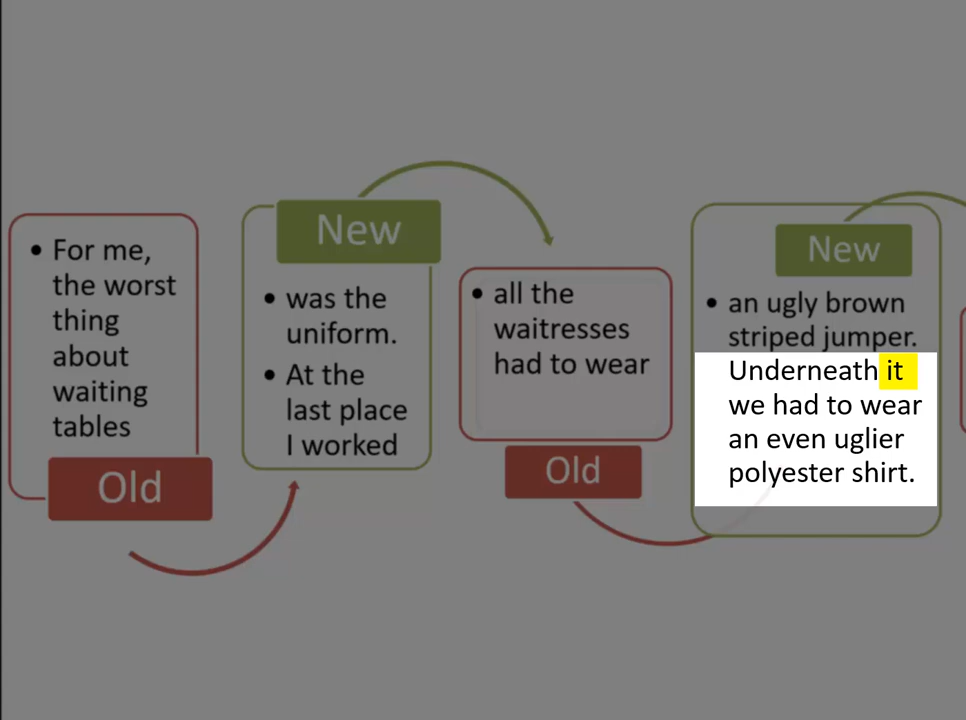 • For me,
the worst
thing
about
waiting
tables
Old
New
• was the
uniform.
• At the
last place
I worked
• all the
waitresses
had to wear
Old
New
• an ugly brown
striped jumper.
Underneath it
we had to wear
an even uglier
polyester shirt.